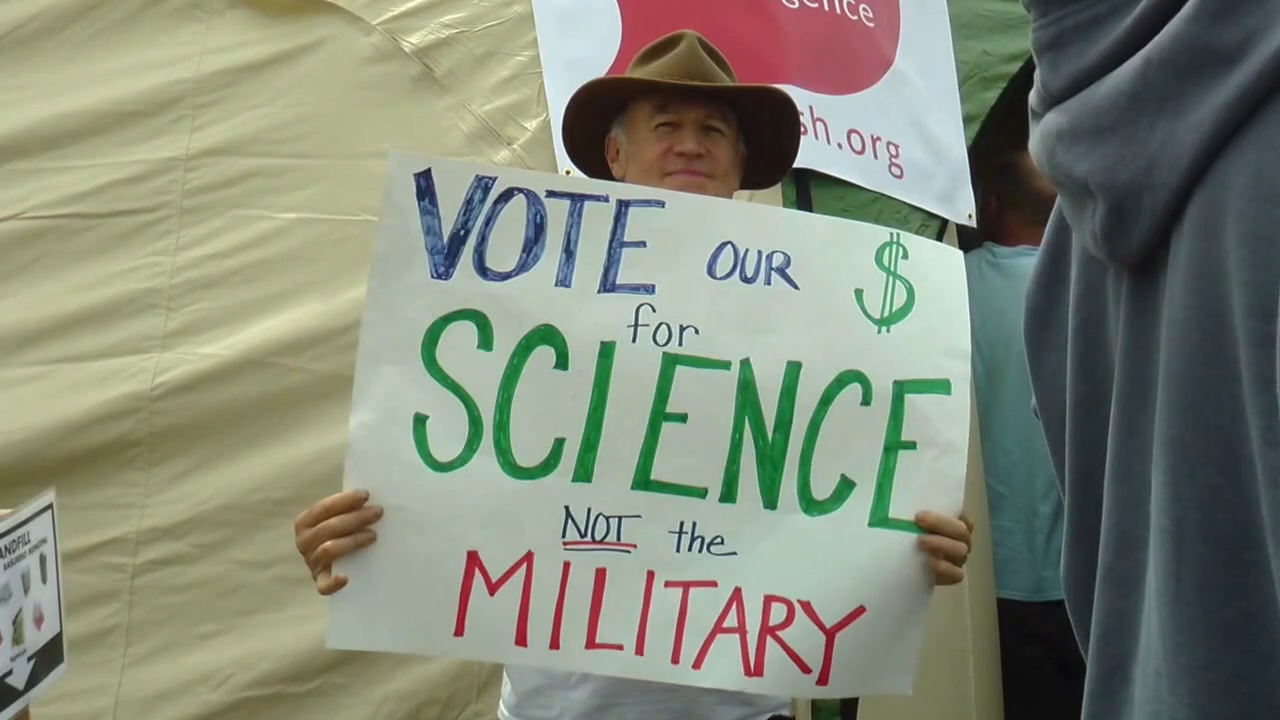 sh.org
VOTE OUR $
for
SCIENCE
NOT the
MILITARY